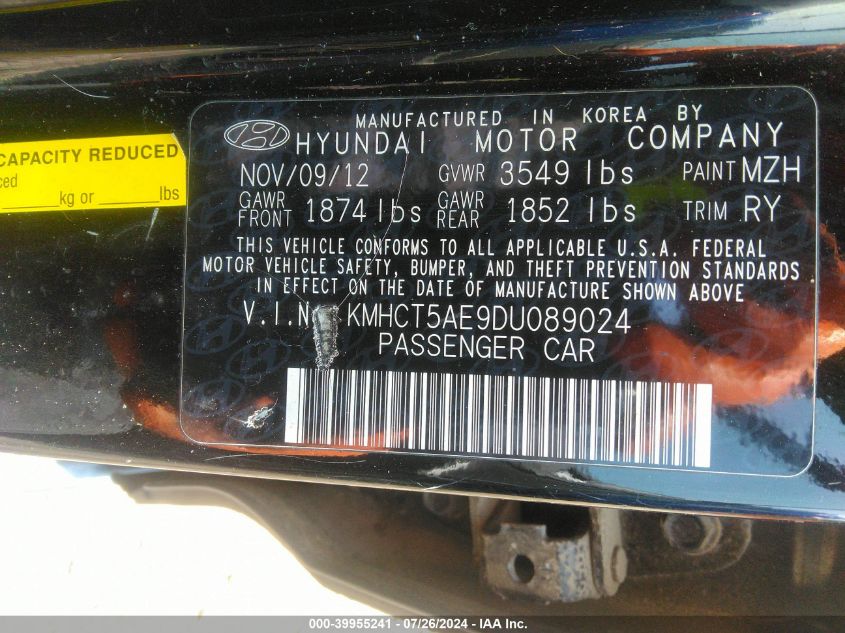 MANUFACTURED IN KOREA BY
HYUNDAI MOTOR COMPANY
NOV/09/12 GVWR 3549 lbs PAINT MZH
GAWR FRONT 1874 lbs GAWR REAR 1852 lbs TRIM RY
THIS VEHICLE CONFORMS TO ALL APPLICABLE U.S.A. FEDERAL
MOTOR VEHICLE SAFETY, BUMPER, AND THEFT PREVENTION STANDARDS
IN EFFECT ON THE DATE OF MANUFACTURE SHOWN ABOVE
V.I.N KMHCT5AE9DU089024
PASSENGER CAR
CAPACITY REDUCED
kg or _____lbs
000-39955241 - 07/26/2024 - IAA Inc.